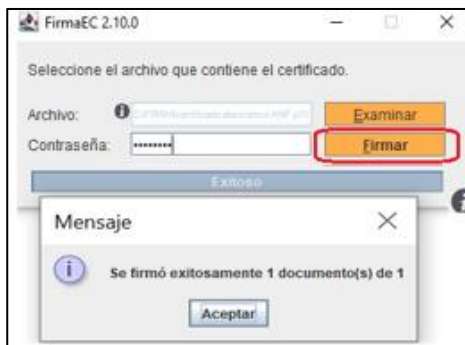 FirmaEC 2.10.0
Seleccione el archivo que contiene el certificado.
Archivo:
Examinar
Contraseña: ••••••••
Firmar
Exitoso
Mensaje
Se firmó exitosamente 1 documento(s) de 1
Aceptar